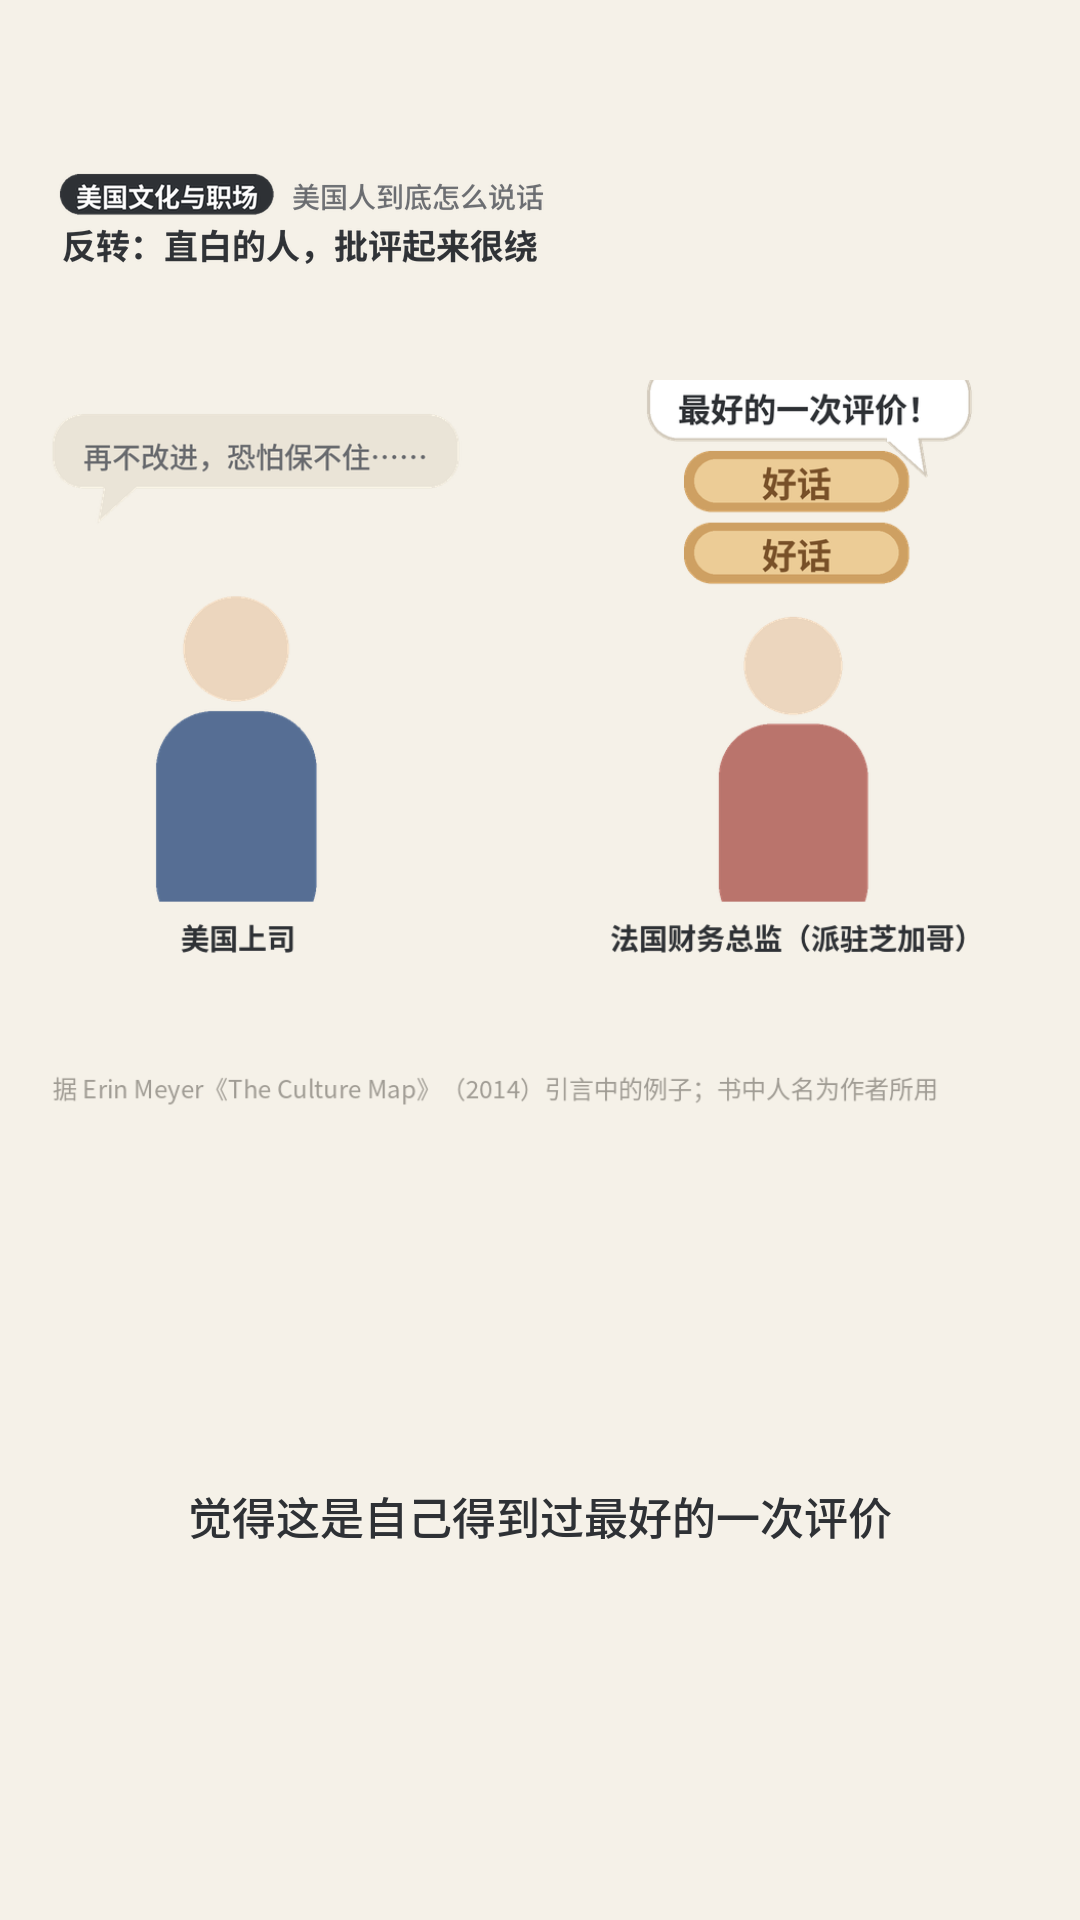 美国文化与职场 美国人到底怎么说话
反转：直白的人，批评起来很绕
最好的一次评价！
再不改进，恐怕保不住……
好话
好话
美国上司
法国财务总监（派驻芝加哥）
据 Erin Meyer《The Culture Map》（2014）引言中的例子；书中人名为作者所用
觉得这是自己得到过最好的一次评价